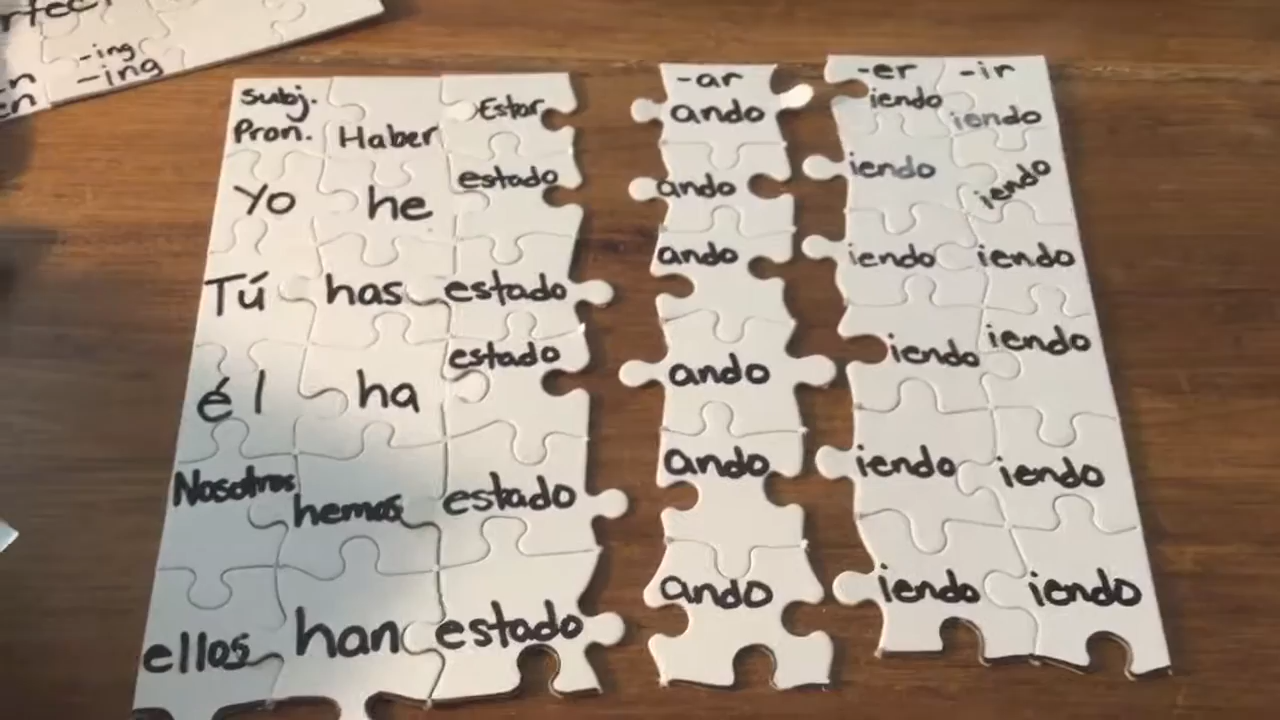 -ing
-ing
Subj. Pron. Haber Estar -ar ando -er iendo -ir iendo
Yo he estado ando iendo iendo
Tú has estado ando iendo iendo
él ha estado ando iendo iendo
Nosotros hemos estado ando iendo iendo
ellos han estado ando iendo iendo